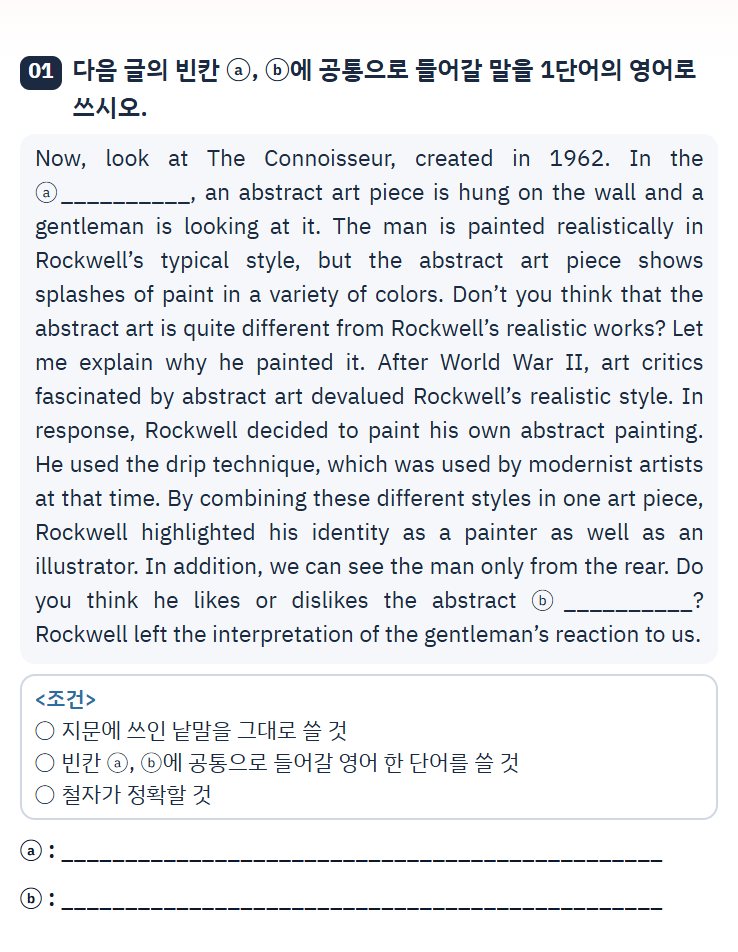 01 다음 글의 빈칸 ⓐ, ⓑ에 공통으로 들어갈 말을 1단어의 영어로
쓰시오.
Now, look at The Connoisseur, created in 1962. In the
ⓐ__________, an abstract art piece is hung on the wall and a
gentleman is looking at it. The man is painted realistically in
Rockwell’s typical style, but the abstract art piece shows
splashes of paint in a variety of colors. Don’t you think that the
abstract art is quite different from Rockwell’s realistic works? Let
me explain why he painted it. After World War II, art critics
fascinated by abstract art devalued Rockwell’s realistic style. In
response, Rockwell decided to paint his own abstract painting.
He used the drip technique, which was used by modernist artists
at that time. By combining these different styles in one art piece,
Rockwell highlighted his identity as a painter as well as an
illustrator. In addition, we can see the man only from the rear. Do
you think he likes or dislikes the abstract ⓑ __________?
Rockwell left the interpretation of the gentleman’s reaction to us.
<조건>
○ 지문에 쓰인 낱말을 그대로 쓸 것
○ 빈칸 ⓐ, ⓑ에 공통으로 들어갈 영어 한 단어를 쓸 것
○ 철자가 정확할 것
ⓐ : ______________________________________________
ⓑ : ______________________________________________